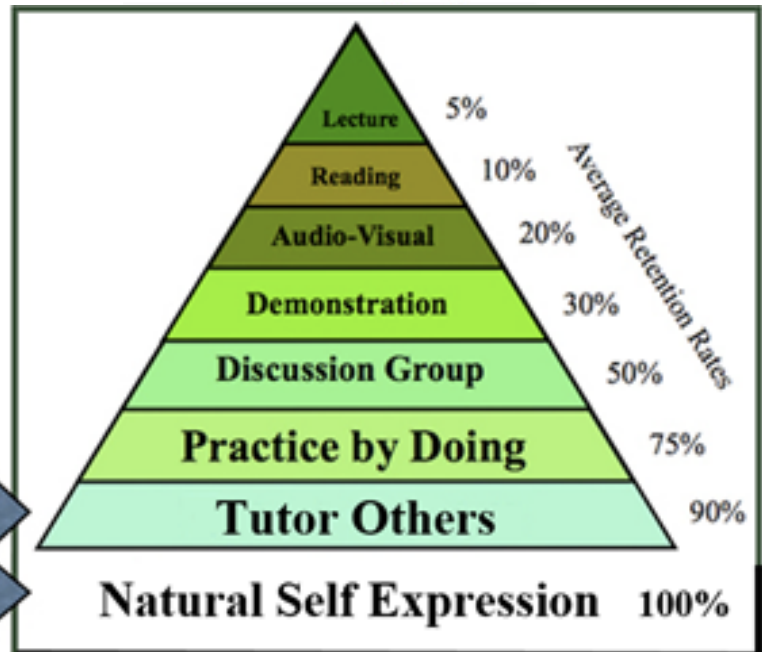 Lecture 5%
Reading 10%
Audio-Visual 20%
Demonstration 30%
Discussion Group 50%
Practice by Doing 75%
Tutor Others 90%
Natural Self Expression 100%
Average Retention Rates